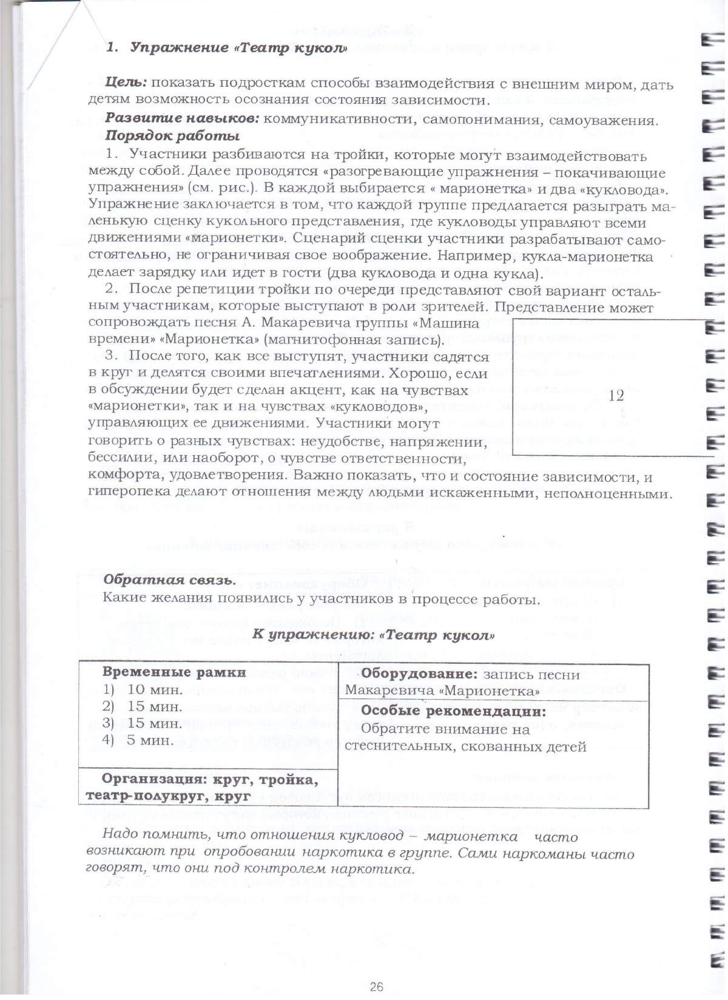 1. Упражнение «Театр кукол»
Цель: показать подросткам способы взаимодействия с внешним миром, дать
детям возможность осознания состояния зависимости.
Развитие навыков: коммуникативности, самопонимания, самоуважения.
Порядок работы
1. Участники разбиваются на тройки, которые могут взаимодействовать
между собой. Далее проводятся «разогревающие упражнения – покачивающие
упражнения» (см. рис.). В каждой выбирается « марионетка» и два «кукловода».
Упражнение заключается в том, что каждой группе предлагается разыграть ма-
ленькую сценку кукольного представления, где кукловоды управляют всеми
движениями «марионетки». Сценарий сценки участники разрабатывают само-
стоятельно, не ограничивая свое воображение. Например, кукла-марионетка
делает зарядку или идет в гости (два кукловода и одна кукла).
2. После репетиции тройки по очереди представляют свой вариант осталь-
ным участникам, которые выступают в роли зрителей. Представление может
сопровождать песня А. Макаревича группы «Машина
времени» «Марионетка» (магнитофонная запись).
3. После того, как все выступят, участники садятся
в круг и делятся своими впечатлениями. Хорошо, если
в обсуждении будет сделан акцент, как на чувствах
«марионетки», так и на чувствах «кукловодов»,
управляющих ее движениями. Участники могут
говорить о разных чувствах: неудобстве, напряжении,
бессилии, или наоборот, о чувстве ответственности,
комфорта, удовлетворения. Важно показать, что и состояние зависимости, и
гиперопека делают отношения между людьми искаженными, неполноценными.
12
Обратная связь.
Какие желания появились у участников в процессе работы.
К упражнению: «Театр кукол»
Временные рамки
1) 10 мин.
2) 15 мин.
3) 15 мин.
4) 5 мин.
Организация: круг, тройка,
театр-полукруг, круг
Оборудование: запись песни
Макаревича «Марионетка»
Особые рекомендации:
Обратите внимание на
стеснительных, скованных детей
Надо помнить, что отношения кукловод – марионетка часто
возникают при опробовании наркотика в группе. Сами наркоманы часто
говорят, что они под контролем наркотика.
26